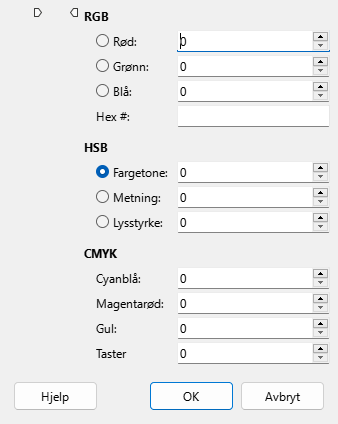 RGB
Rød: 0
Grønn: 0
Blå: 0
Hex #:
HSB
Fargetone: 0
Metning: 0
Lysstyrke: 0
CMYK
Cyanblå: 0
Magentarød: 0
Gul: 0
Taster 0
Hjelp OK Avbryt